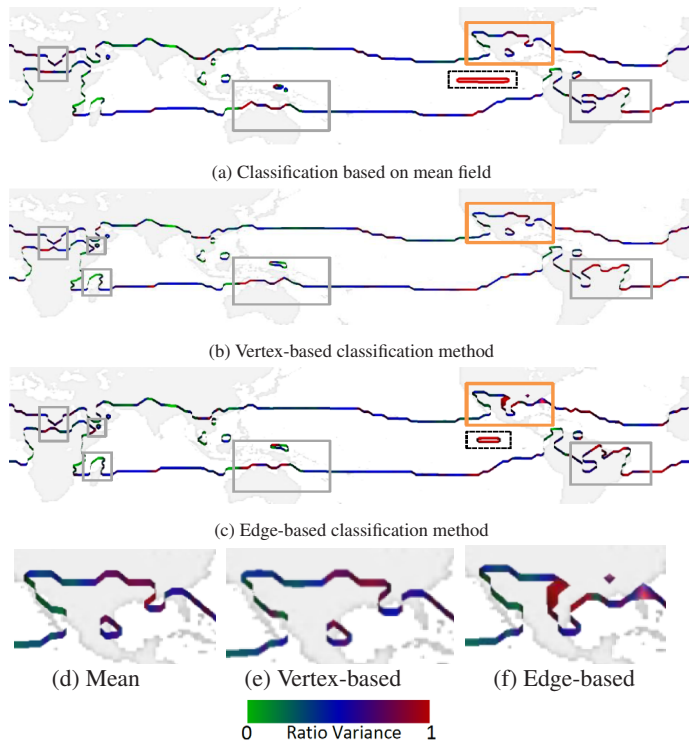 (a) Classification based on mean field
(b) Vertex-based classification method
(c) Edge-based classification method
(d) Mean
(e) Vertex-based
(f) Edge-based
0 Ratio Variance 1